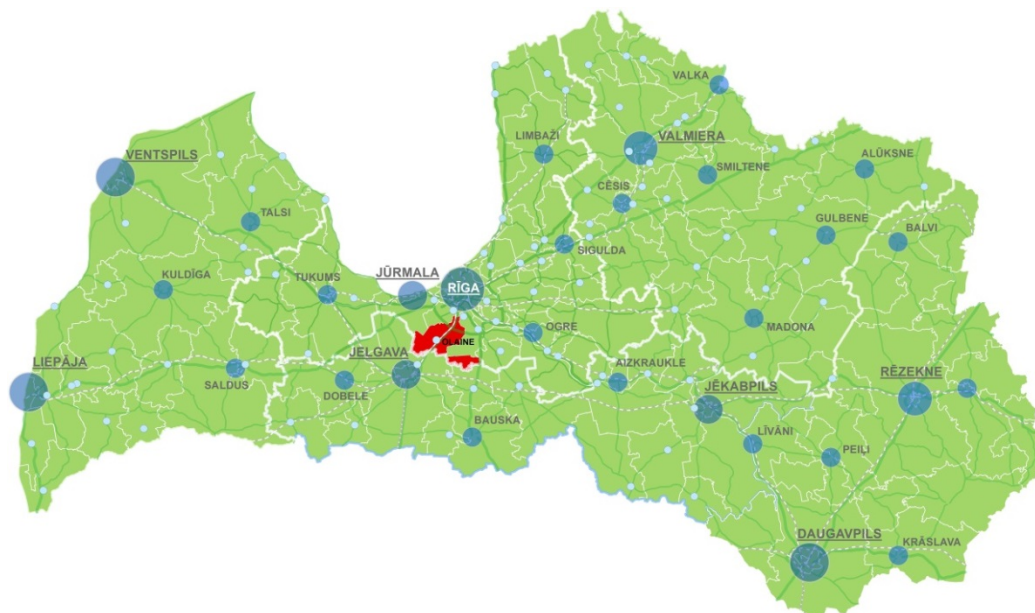 VALKA
LIMBAŽI
VALMIERA
VENTSPILS
ALŪKSNE
SMILTENE
CĒSIS
TALSI
GULBENE
BALVI
SIGULDA
KULDĪGA
JŪRMALA
TUKUMS
RĪGA
MADONA
OGRE
OLAINE
LIEPĀJA
JELGAVA
AIZKRAUKLE
SALDUS
RĒZEKNE
JĒKABPILS
DOBELE
BAUSKA
LĪVĀNI
PEIĻI
DAUGAVPILS
KRĀSLAVA